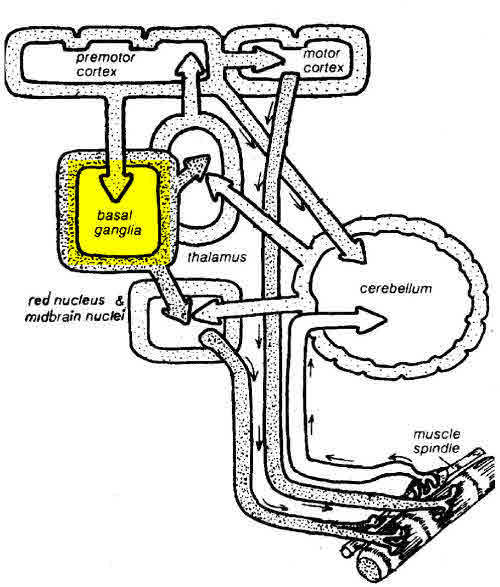 premotor
cortex
motor
cortex
basal
ganglia
thalamus
red nucleus &
midbrain nuclei
cerebellum
muscle
spindle